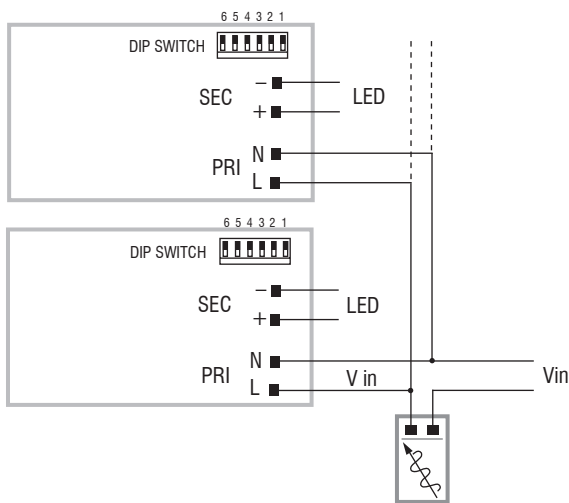 6 5 4 3 2 1
DIP SWITCH
SEC
−
+
LED
PRI
N
L
6 5 4 3 2 1
DIP SWITCH
SEC
−
+
LED
PRI
N
L
V in
Vin